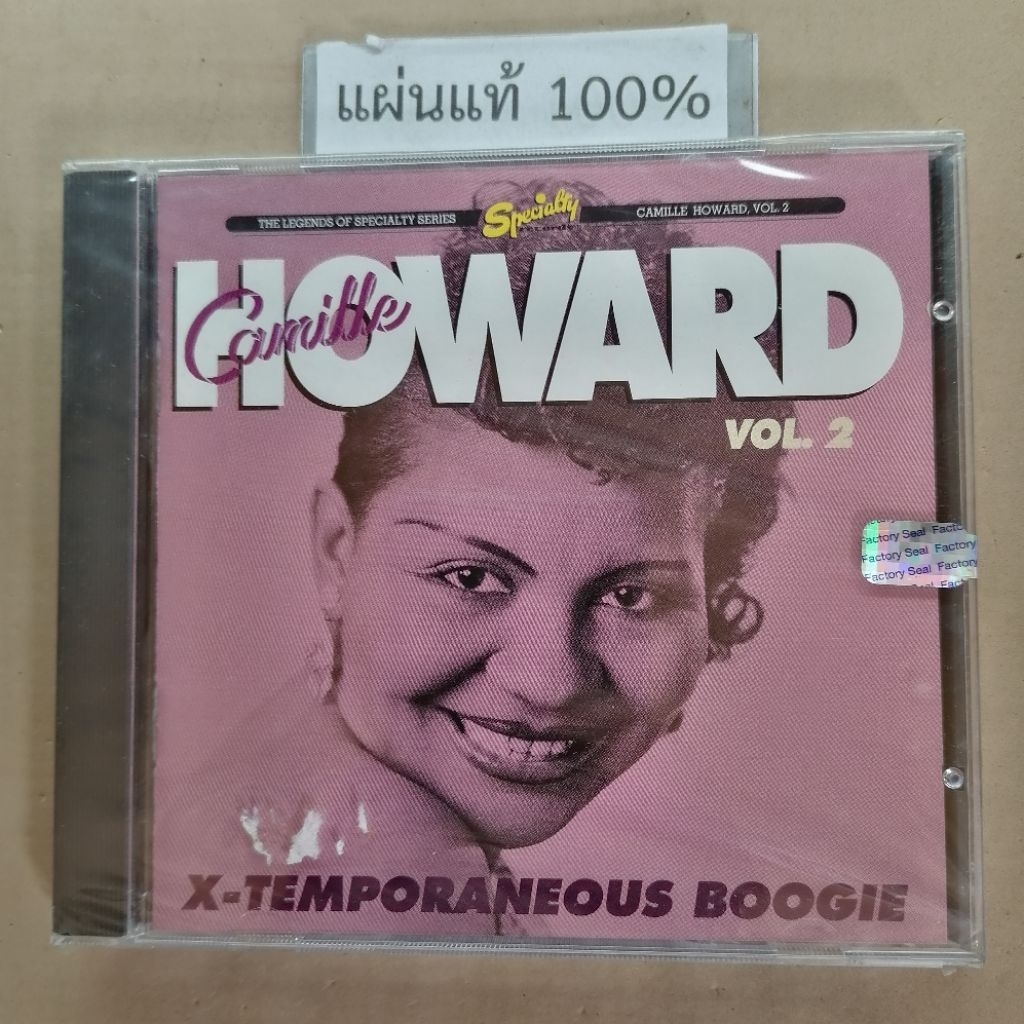 แผ่นแท้ 100%
THE LEGENDS OF SPECIALTY SERIES
Specialty
CAMILLE HOWARD, VOL. 2
Camille
HOWARD
VOL. 2
Factory Seal Factory
Factory Seal Factory
Factory Seal Factory
X-TEMPORANEOUS BOOGIE